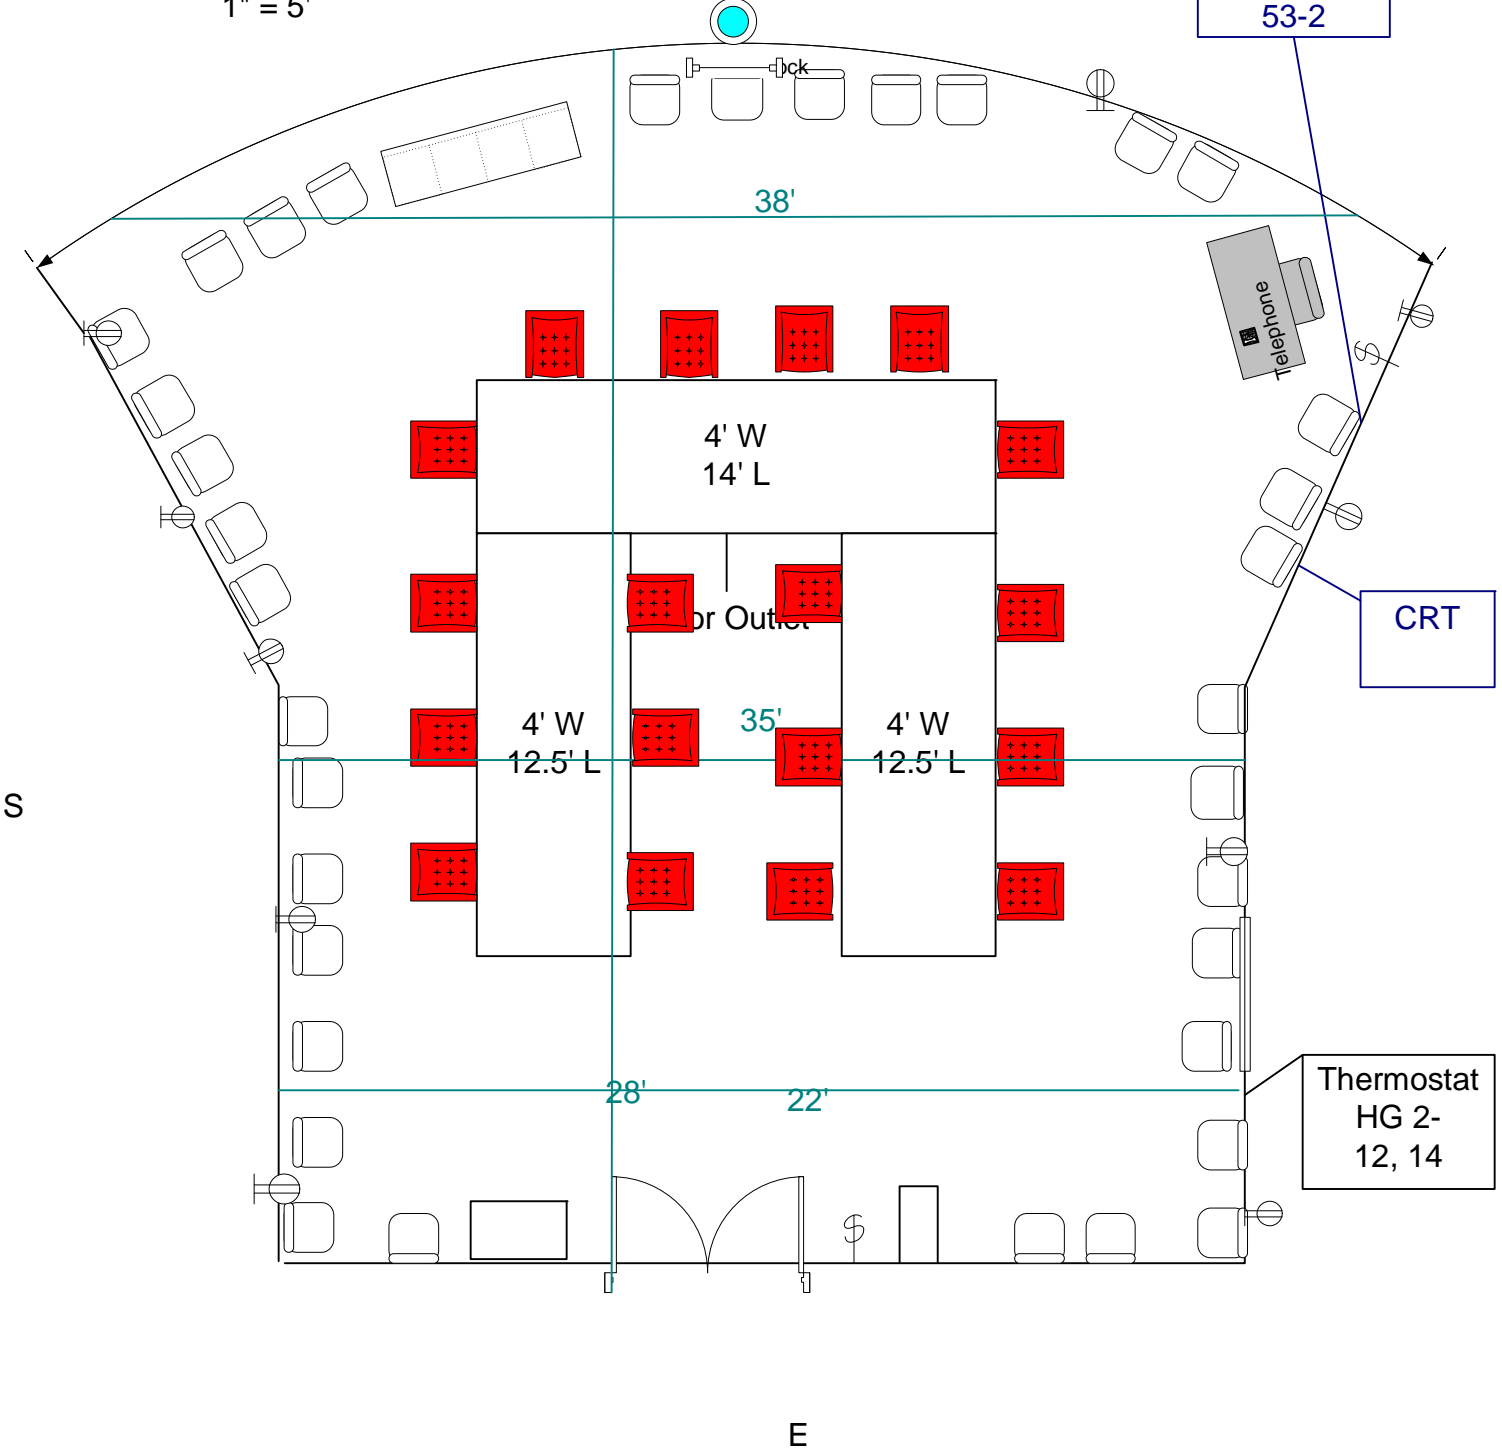 1" = 5'
53-2
ock
38'
Telephone
4' W
14' L
or Outlet
CRT
35'
4' W
12.5' L
4' W
12.5' L
S
28'
22'
Thermostat
HG 2-
12, 14
E